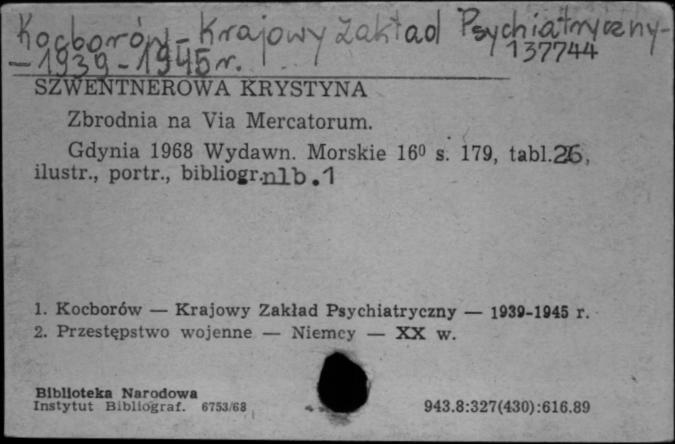 Kocborów - Krajowy Zakład Psychiatryczny -
- 1939-1945 r.
137744
SZWENTNEROWA KRYSTYNA
Zbrodnia na Via Mercatorum.
Gdynia 1968 Wydawn. Morskie 16⁰ s. 179, tabl.26,
ilustr., portr., bibliogr.nlb.1
1. Kocborów — Krajowy Zakład Psychiatryczny — 1939-1945 r.
2. Przestępstwo wojenne — Niemcy — XX w.
Biblioteka Narodowa
Instytut Bibliograf. 6753/68
943.8:327(430):616.89